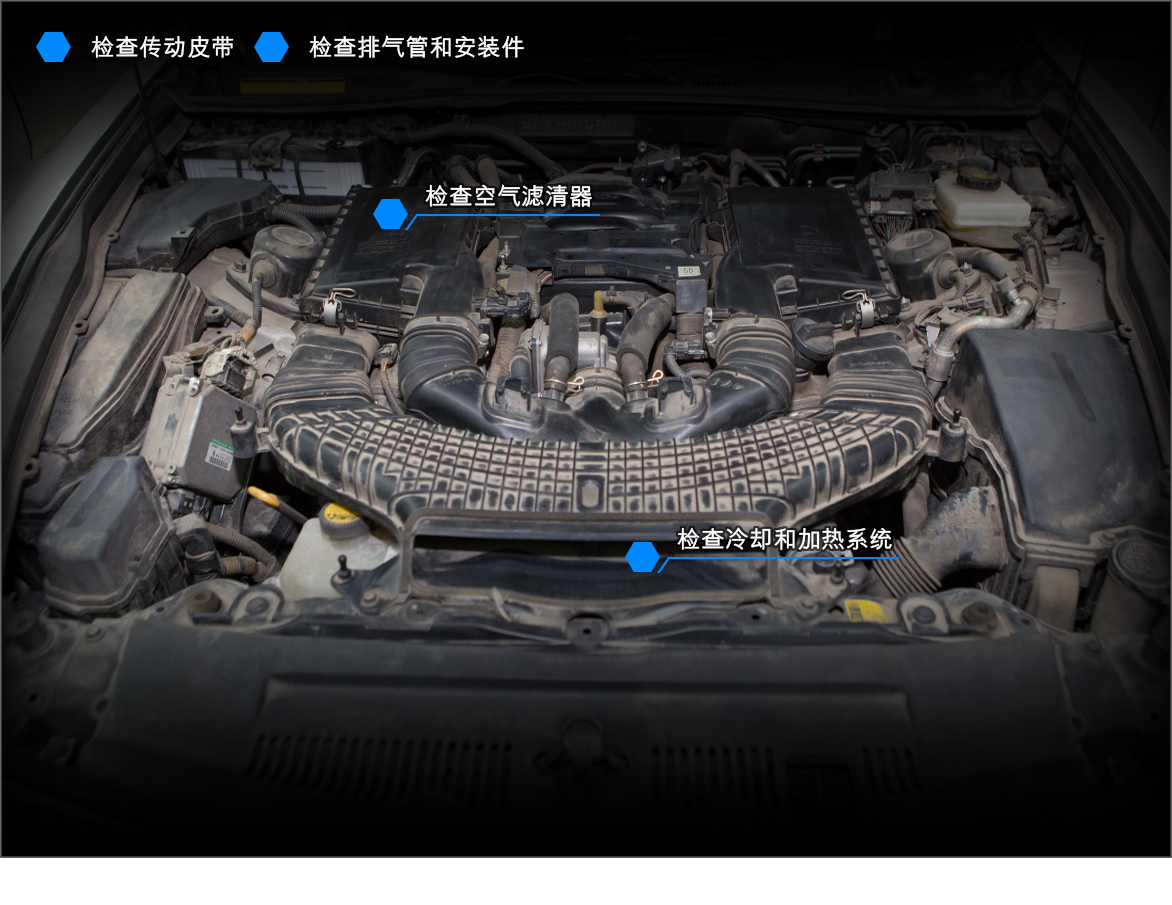 检查传动皮带
检查排气管和安装件
检查空气滤清器
检查冷却和加热系统